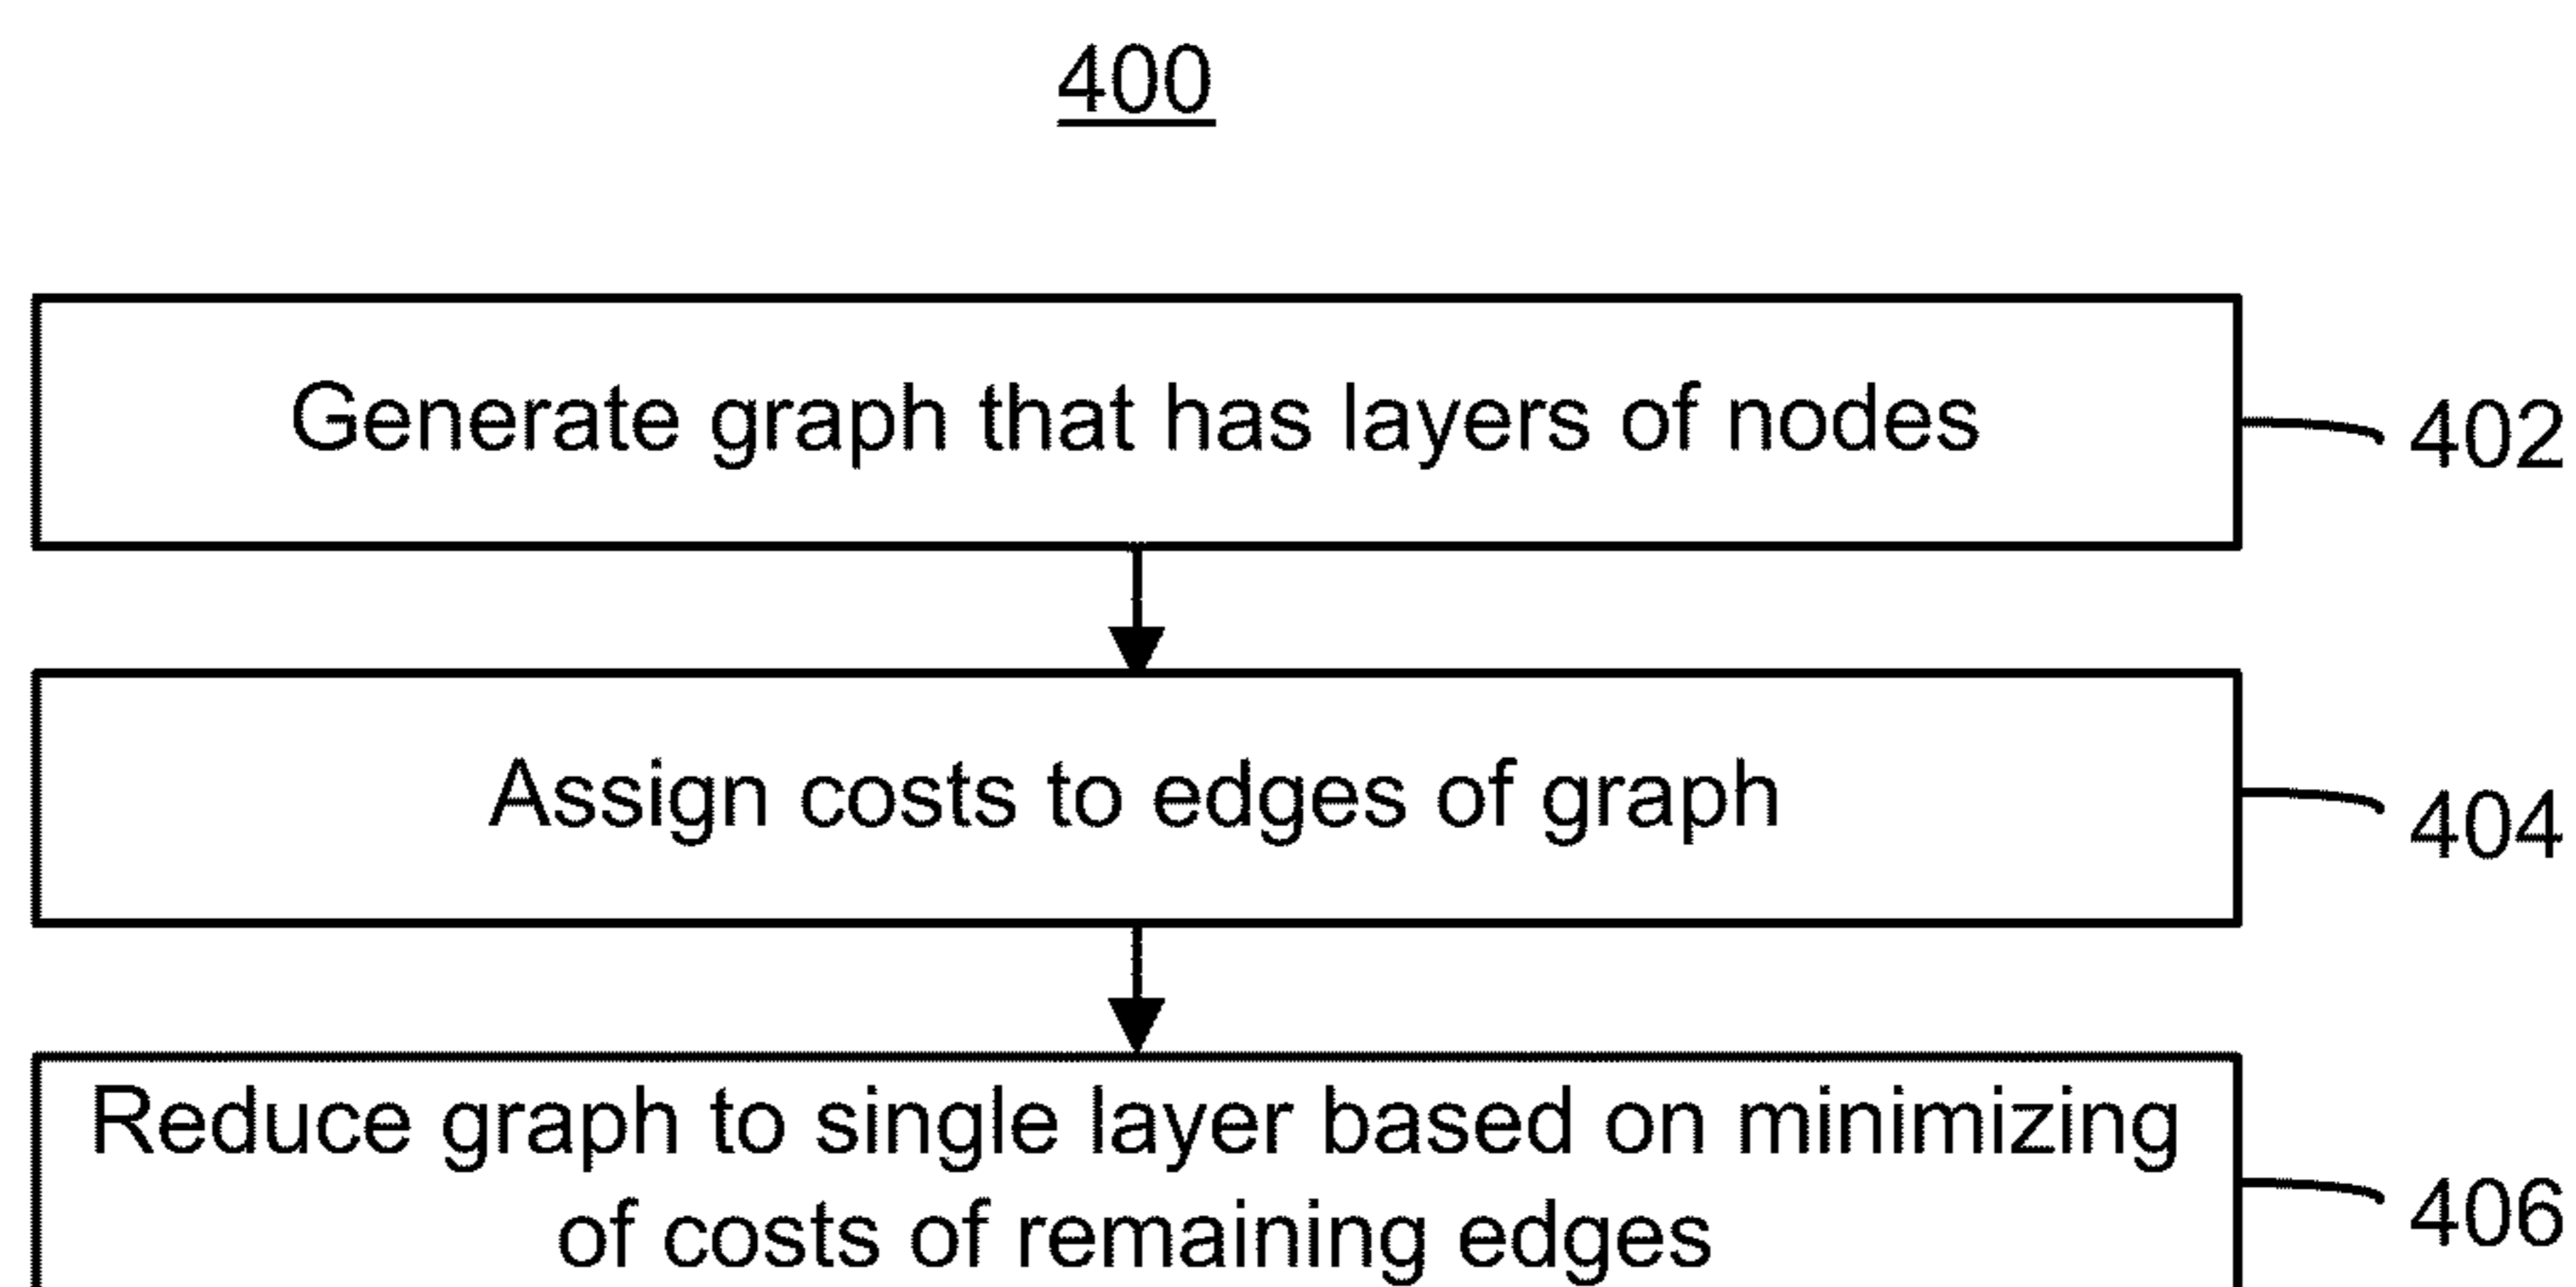 400
Generate graph that has layers of nodes
402
Assign costs to edges of graph
404
Reduce graph to single layer based on minimizing
of costs of remaining edges
406